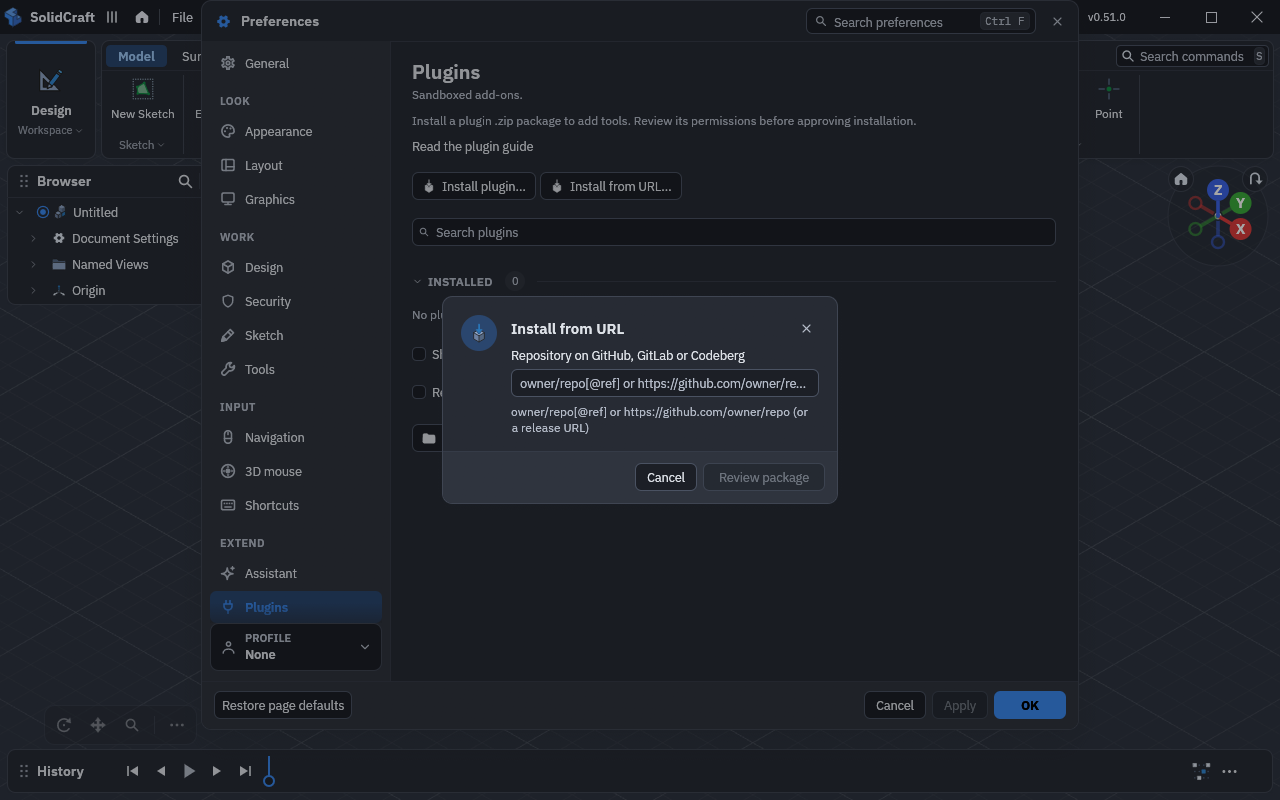 SolidCraft
File
Preferences
Search preferences
Ctrl F
v0.51.0
Model
Sur
Search commands
S
Design
Workspace
New Sketch
E
Sketch
Point
Browser
Untitled
Document Settings
Named Views
Origin
Z
Y
X
General
LOOK
Appearance
Layout
Graphics
WORK
Design
Security
Sketch
Tools
INPUT
Navigation
3D mouse
Shortcuts
EXTEND
Assistant
Plugins
PROFILE
None
Plugins
Sandboxed add-ons.
Install a plugin .zip package to add tools. Review its permissions before approving installation.
Read the plugin guide
Install plugin...
Install from URL...
Search plugins
INSTALLED
0
No plu
Install from URL
Repository on GitHub, GitLab or Codeberg
owner/repo[@ref] or https://github.com/owner/re...
owner/repo[@ref] or https://github.com/owner/repo (or
a release URL)
Cancel
Review package
Restore page defaults
Cancel
Apply
OK
History